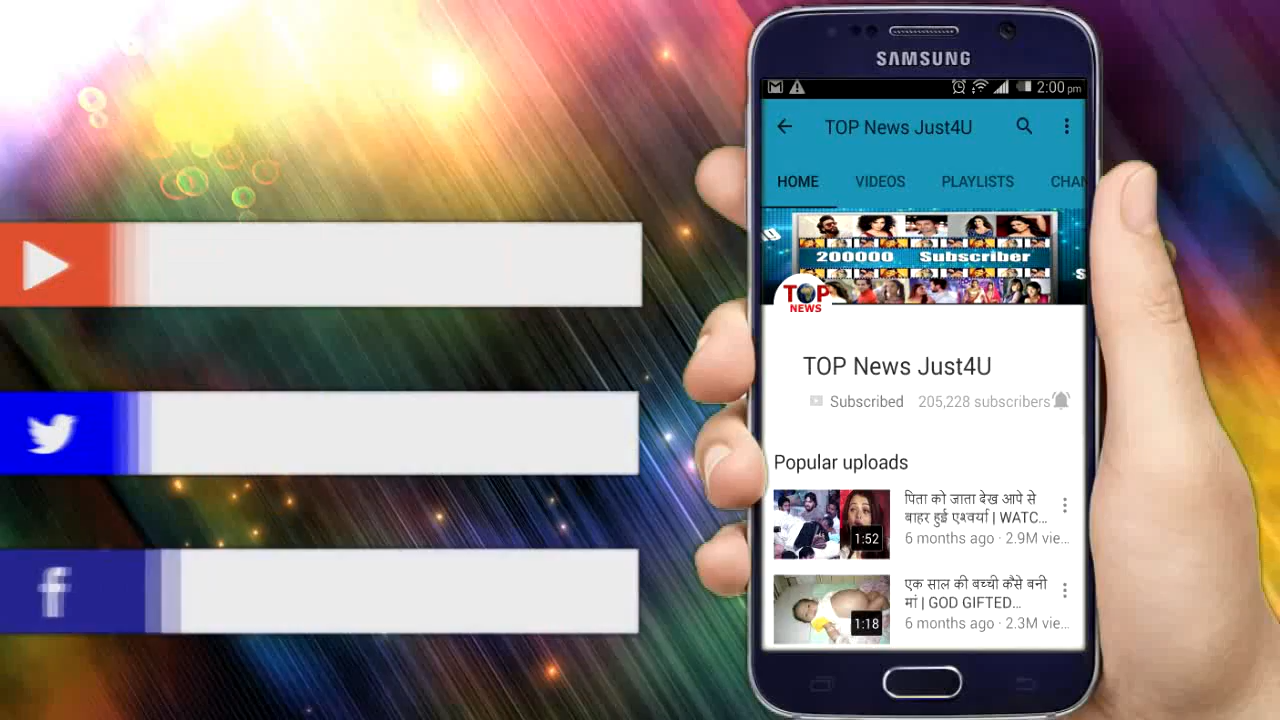 SAMSUNG
2:00 pm
TOP News Just4U
HOME VIDEOS PLAYLISTS CHAN
200000 Subscriber
TOP
NEWS
TOP News Just4U
Subscribed 205,228 subscribers
Popular uploads
पिता को जाता देख आपे से
बाहर हुई एश्वर्या | WATC...
6 months ago · 2.9M vie...
1:52
एक साल की बच्ची कैसे बनी
मां | GOD GIFTED...
6 months ago · 2.3M vie...
1:18